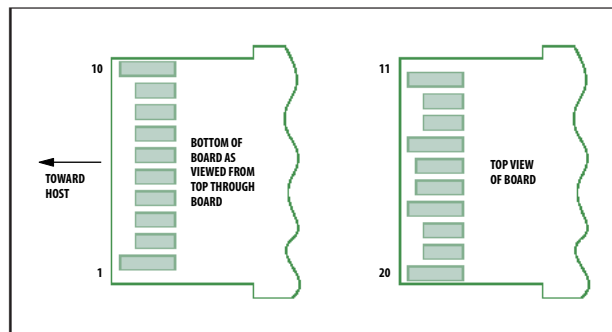 10
BOTTOM OF
BOARD AS
VIEWED FROM
TOP THROUGH
BOARD
TOWARD
HOST
1
11
TOP VIEW
OF BOARD
20